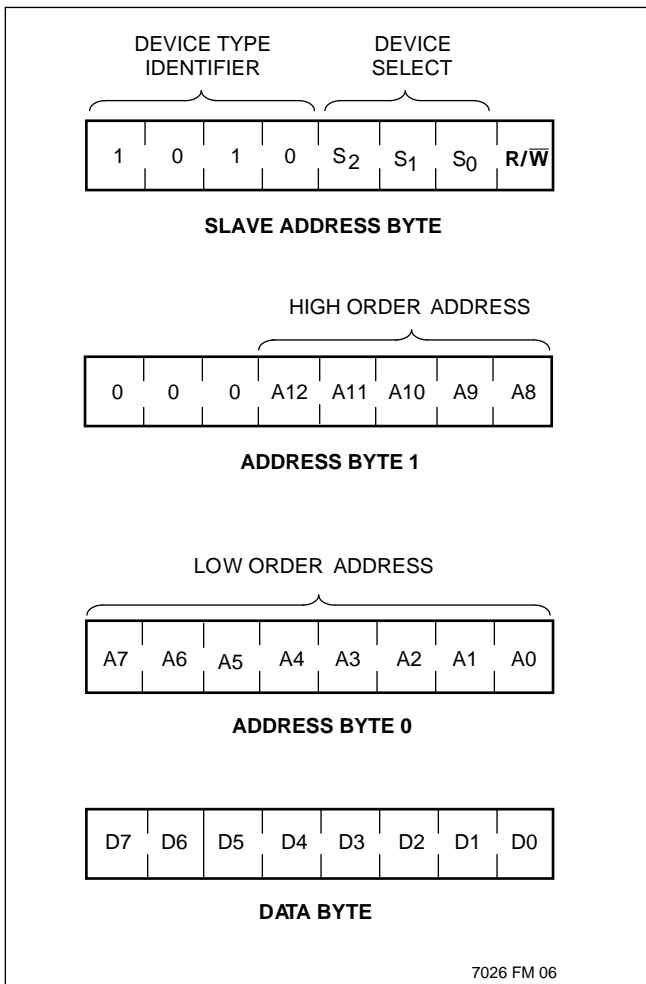 DEVICE TYPE IDENTIFIER
DEVICE SELECT
1 0 1 0 S2 S1 S0 R/W̅
SLAVE ADDRESS BYTE
HIGH ORDER ADDRESS
0 0 0 A12 A11 A10 A9 A8
ADDRESS BYTE 1
LOW ORDER ADDRESS
A7 A6 A5 A4 A3 A2 A1 A0
ADDRESS BYTE 0
D7 D6 D5 D4 D3 D2 D1 D0
DATA BYTE
7026 FM 06